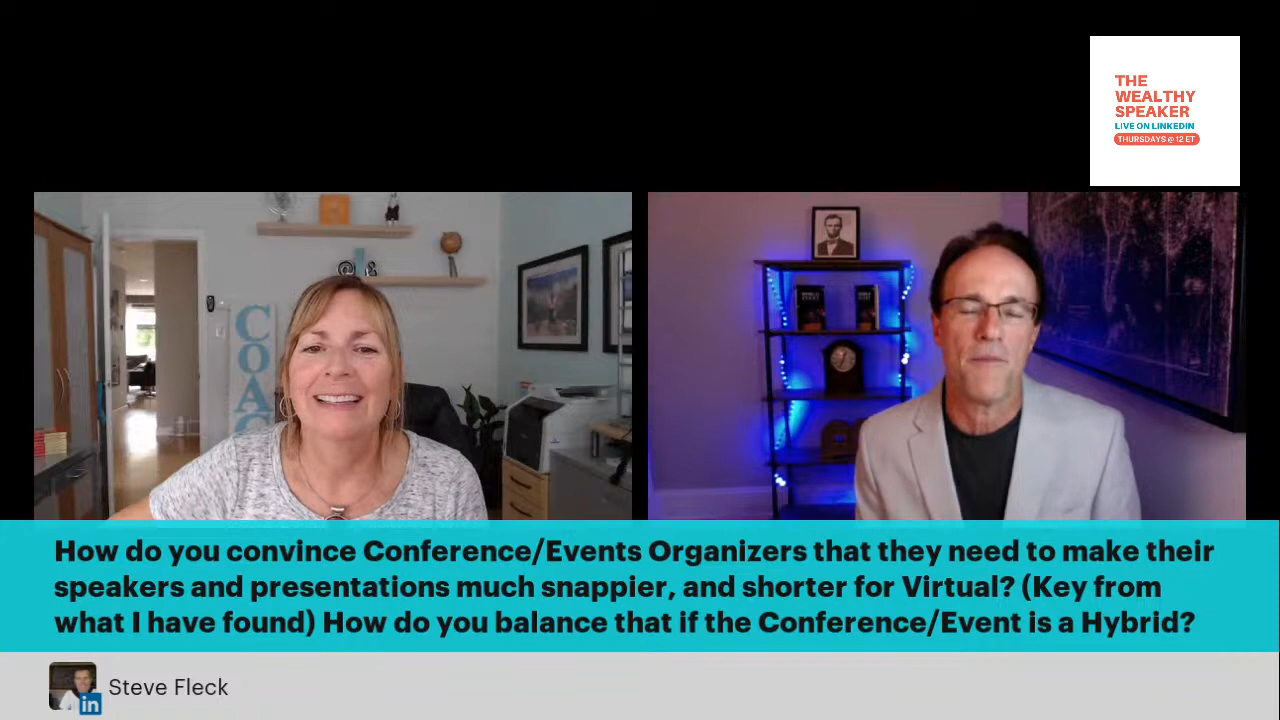 THE
WEALTHY
SPEAKER
LIVE ON LINKEDIN
THURSDAYS @ 12 ET
COAC
How do you convince Conference/Events Organizers that they need to make their
speakers and presentations much snappier, and shorter for Virtual? (Key from
what I have found) How do you balance that if the Conference/Event is a Hybrid?
in
Steve Fleck